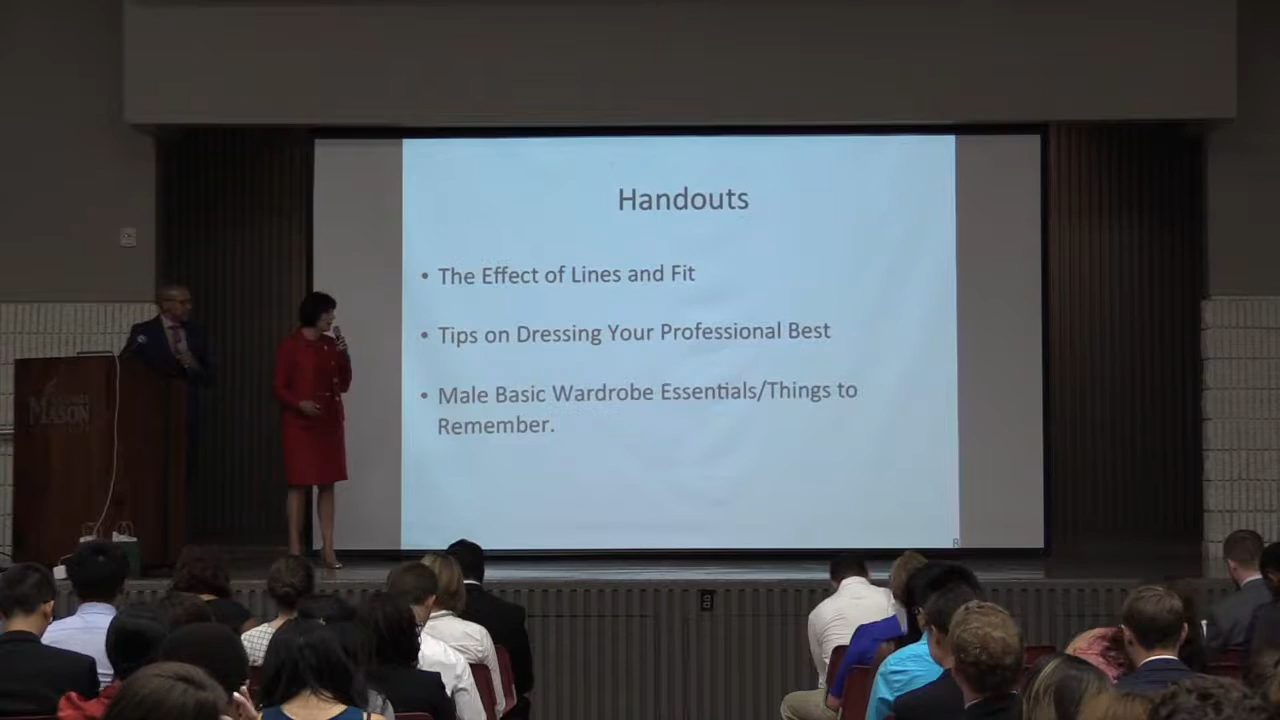 Handouts
• The Effect of Lines and Fit
• Tips on Dressing Your Professional Best
• Male Basic Wardrobe Essentials/Things to
Remember.
R
MASON